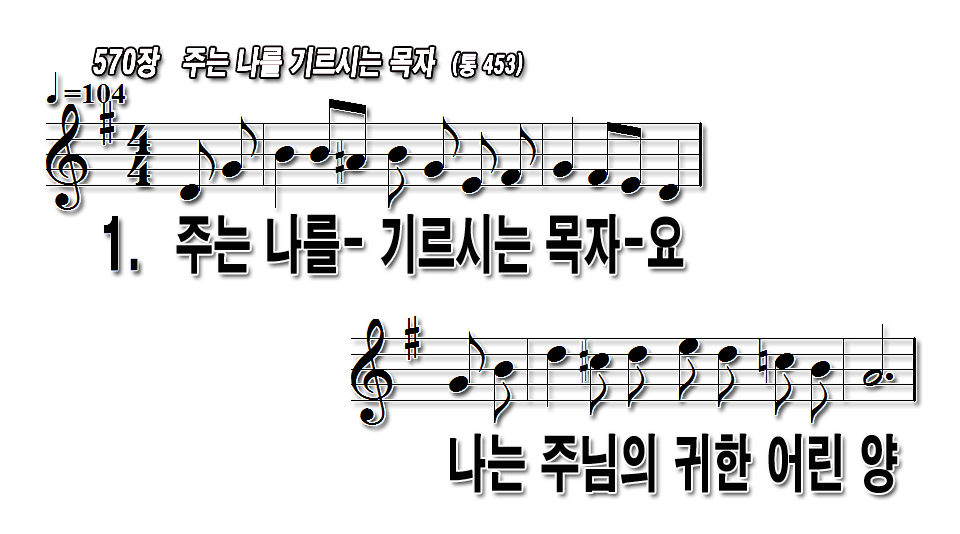 570장 주는 나를 기르시는 목자 (통 453)
♩=104
4
4
1. 주는 나를- 기르시는 목자-요
나는 주님의 귀한 어린 양